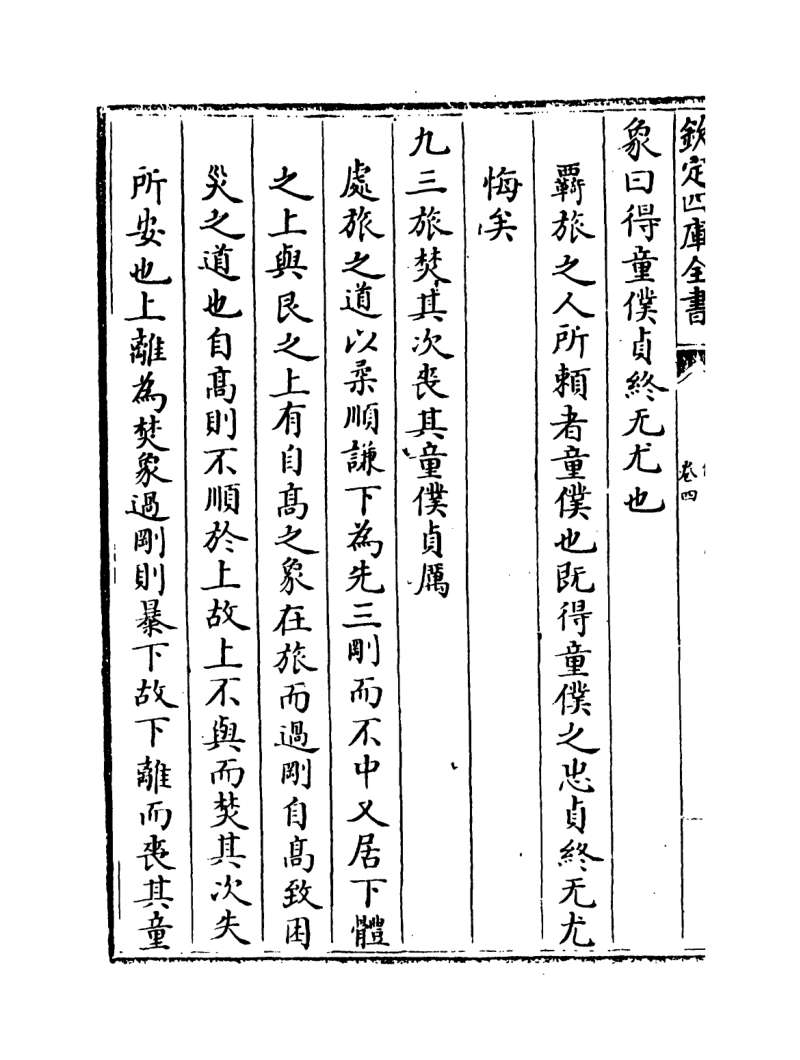 欽定四庫全書
卷四
象曰得童僕貞終无尤也
覉旅之人所頼者童僕也既得童僕之忠貞終无尤
悔矣
九三旅焚其次喪其童僕貞厲
處旅之道以柔順謙下為先三剛而不中又居下體
之上與艮之上有自髙之象在旅而過剛自髙致困
災之道也自髙則不順於上故上不與而焚其次失
所安也上離為焚象過剛則暴下故下離而喪其童